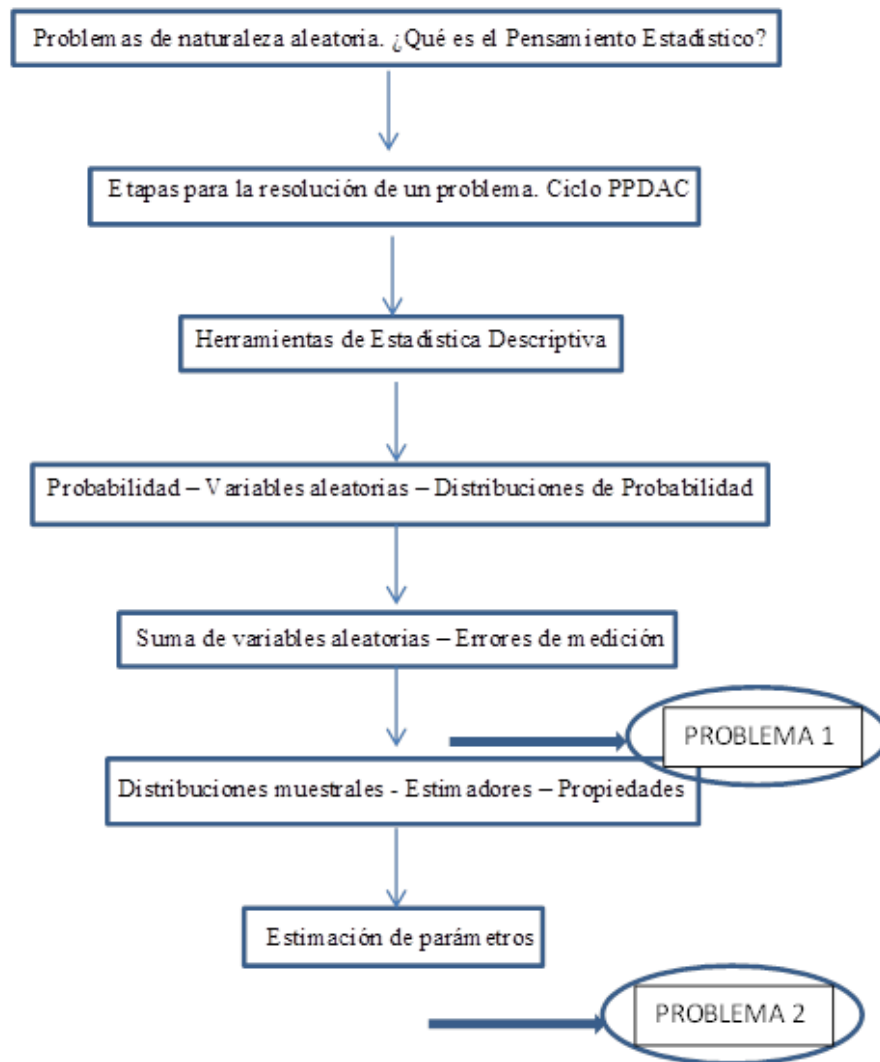 Problemas de naturaleza aleatoria. ¿Qué es el Pensamiento Estadístico?
Etapas para la resolución de un problema. Ciclo PPDAC
Herramientas de Estadística Descriptiva
Probabilidad – Variables aleatorias – Distribuciones de Probabilidad
Suma de variables aleatorias – Errores de medición
PROBLEMA 1
Distribuciones muestrales - Estimadores – Propiedades
Estimación de parámetros
PROBLEMA 2